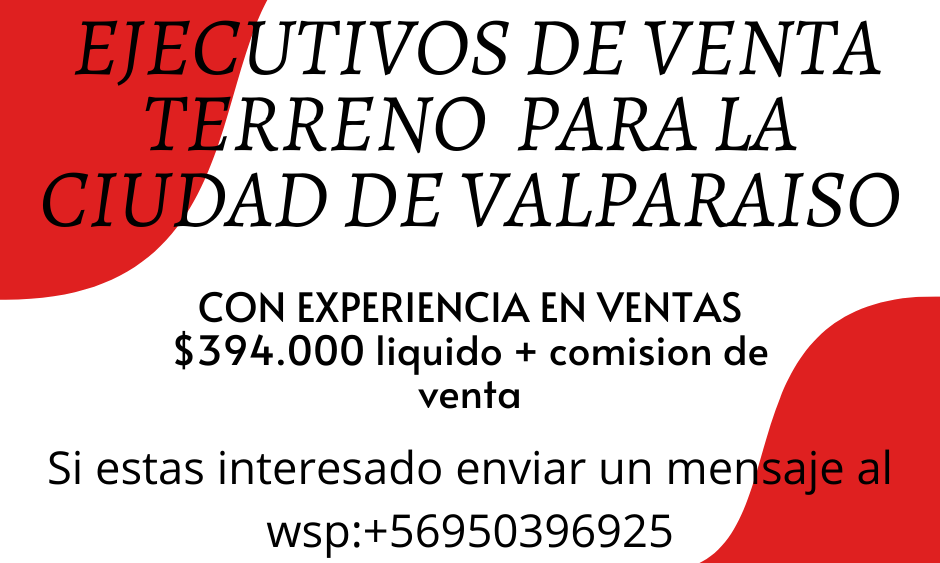 EJECUTIVOS DE VENTA
TERRENO PARA LA
CIUDAD DE VALPARAISO
CON EXPERIENCIA EN VENTAS
$394.000 liquido + comision de
venta
Si estas interesado enviar un mensaje al
wsp:+56950396925